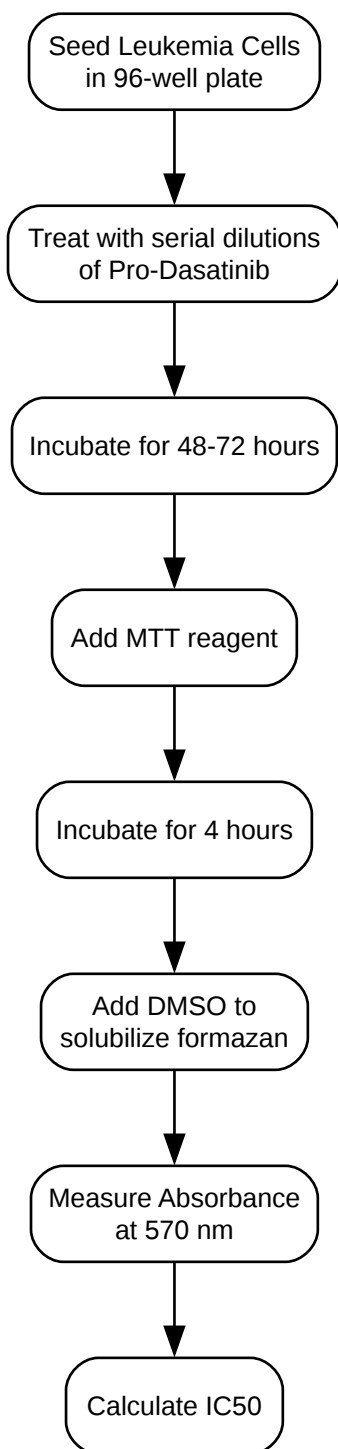 Seed Leukemia Cells
in 96-well plate
Treat with serial dilutions
of Pro-Dasatinib
Incubate for 48-72 hours
Add MTT reagent
Incubate for 4 hours
Add DMSO to
solubilize formazan
Measure Absorbance
at 570 nm
Calculate IC50